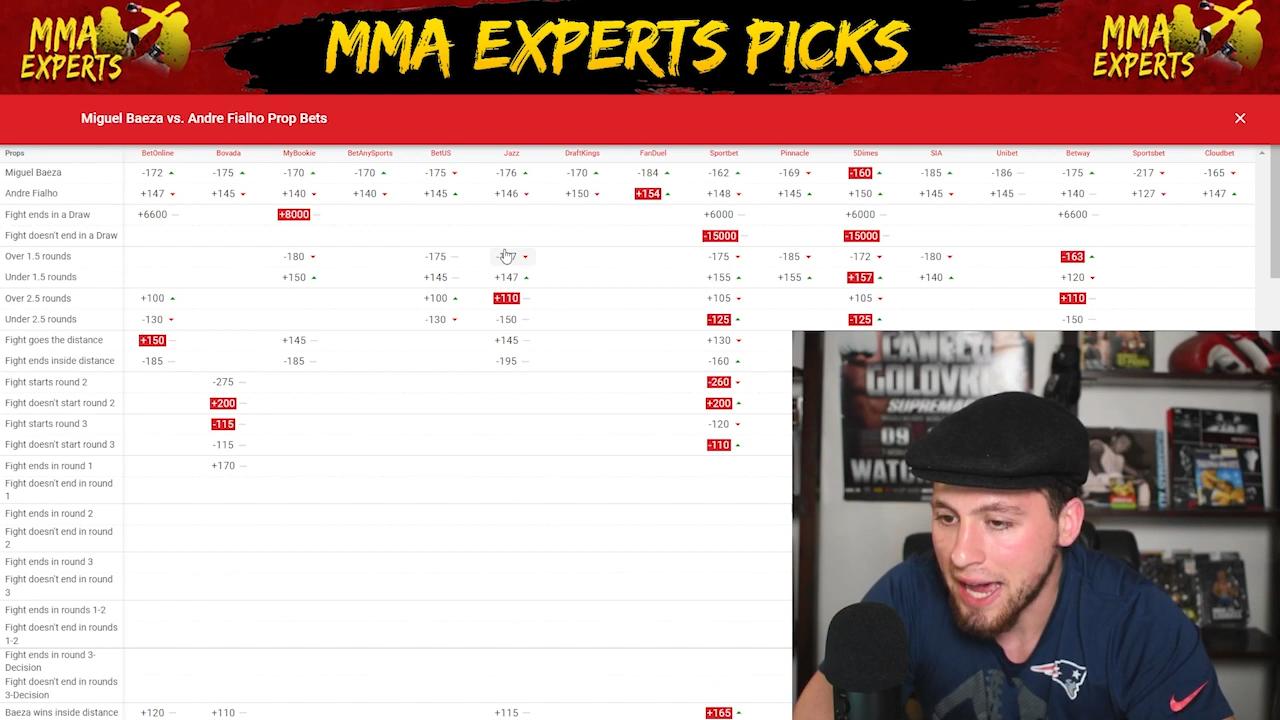 MMA EXPERTS
MMA EXPERTS PICKS
MMA EXPERTS
Miguel Baeza vs. Andre Fialho Prop Bets ×
Props BetOnline Bovada MyBookie BetAnySports BetUS Jazz DraftKings FanDuel Sportbet Pinnacle 5Dimes SIA Unibet Betway Sportsbet Cloudbet
Miguel Baeza -172 -175 -170 -170 -175 -176 -170 -184 -162 -169 -160 -185 -186 -175 -217 -165
Andre Fialho +147 +145 +140 +140 +145 +146 +150 +154 +148 +145 +150 +145 +145 +140 +127 +147
Fight ends in a Draw +6600 +8000 +6000 +6000 +6600
Fight doesn't end in a Draw -15000 -15000
Over 1.5 rounds -180 -175 -175 -185 -172 -180 -163
Under 1.5 rounds +150 +145 +147 +155 +155 +157 +140 +120
Over 2.5 rounds +100 +100 +110 +105 +105 +110
Under 2.5 rounds -130 -130 -150 -125 -125 -150
Fight goes the distance +150 +145 +145 +130
Fight ends inside distance -185 -185 -195 -160
Fight starts round 2 -275 -260
Fight doesn't start round 2 +200 +200
Fight starts round 3 -115 -120
Fight doesn't start round 3 -115 -110
Fight ends in round 1 +170
Fight doesn't end in round
1
Fight ends in round 2
Fight doesn't end in round
2
Fight ends in round 3
Fight doesn't end in round
3
Fight ends in rounds 1-2
Fight doesn't end in rounds
1-2
Fight ends in round 3-
Decision
Fight doesn't end in rounds
3-Decision
Baeza wins inside distance +120 +110 +115 +165
CANELO
GOLOVK
SUPREMA
09
WATC